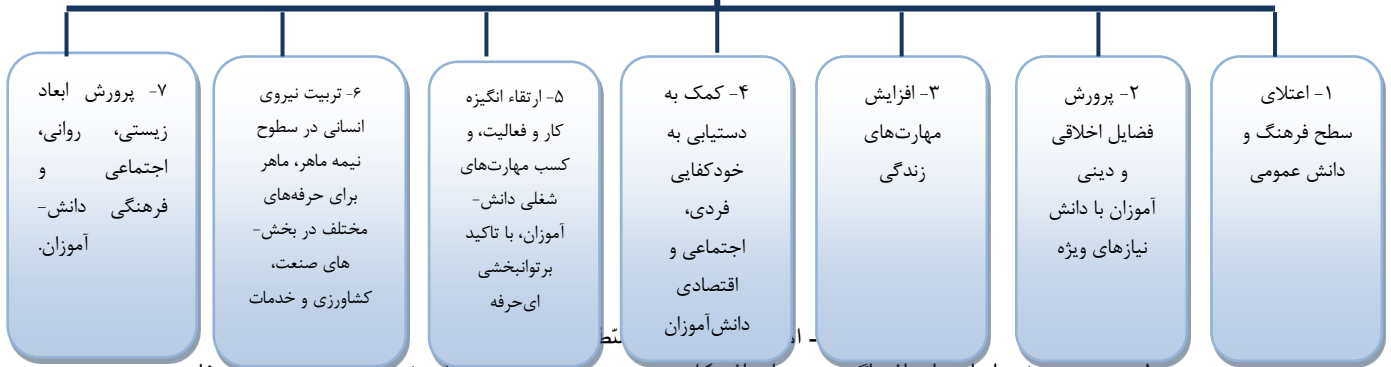 ۱- اعتلای
سطح فرهنگ و
دانش عمومی
۲- پرورش
فضایل اخلاقی
و دینی
آموزان با دانش
نیازهای ویژه
۳- افزایش
مهارت‌های
زندگی
۴- کمک به
دستیابی به
خودکفایی
فردی،
اجتماعی و
اقتصادی
دانش‌آموزان
۵- ارتقاء انگیزه
کار و فعالیت، و
کسب مهارت‌های
شغلی دانش-
آموزان، با تاکید
برتوانبخشی
ای‌حرفه
۶- تربیت نیروی
انسانی در سطوح
نیمه ماهر، ماهر
برای حرفه‌های
مختلف در بخش-
های صنعت،
کشاورزی و خدمات
۷- پرورش ابعاد
زیستی، روانی،
اجتماعی و
فرهنگی دانش-
آموزان.